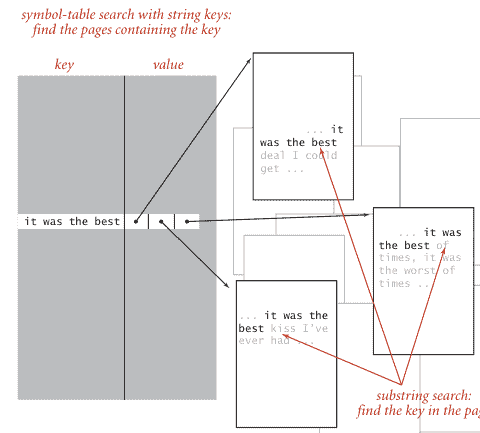 symbol-table search with string keys:
find the pages containing the key
key value
... it
was the best
deal I could
get ...
it was the best
... it was
the best of
times, it was
the worst of
times ...
... it was the
best kiss I've
ever had ...
substring search:
find the key in the